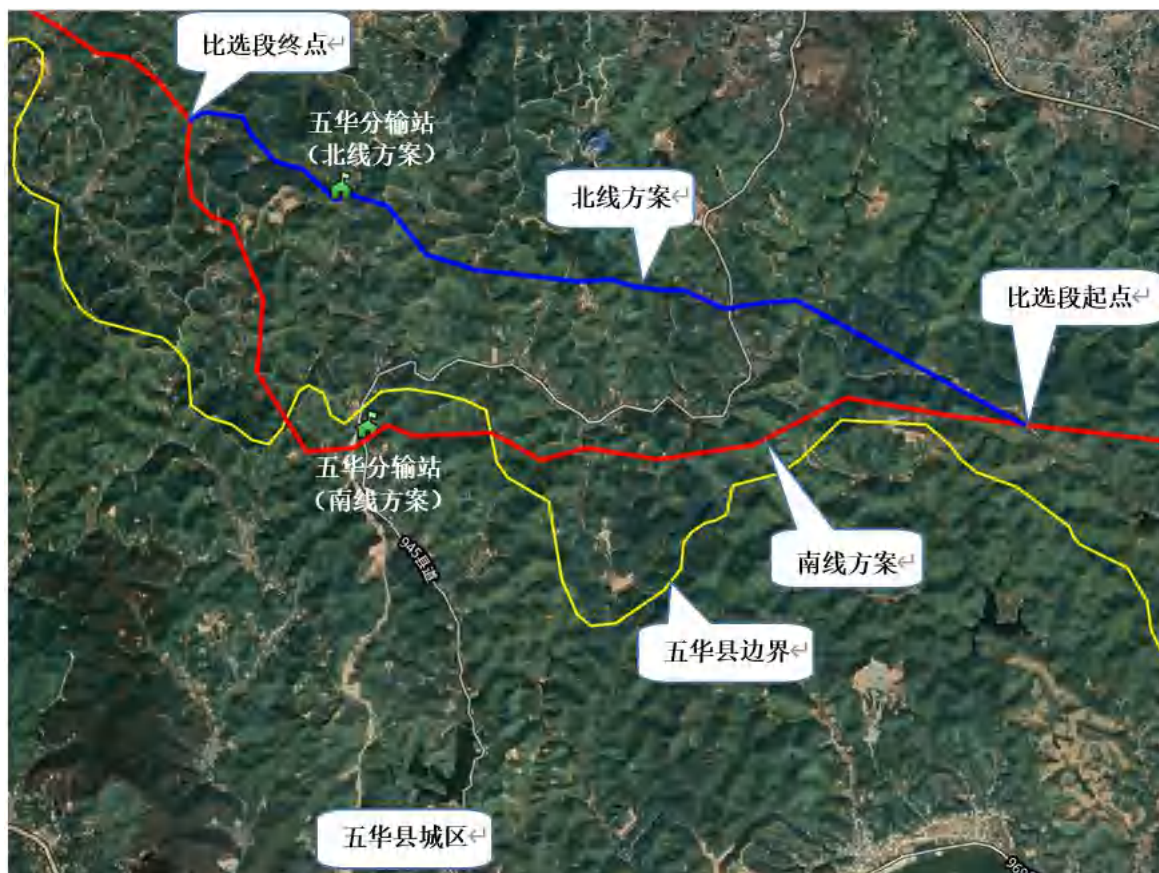 比选段终点
五华分输站
（北线方案）
北线方案
比选段起点
五华分输站
（南线方案）
945县道
南线方案
五华县边界
五华县城区